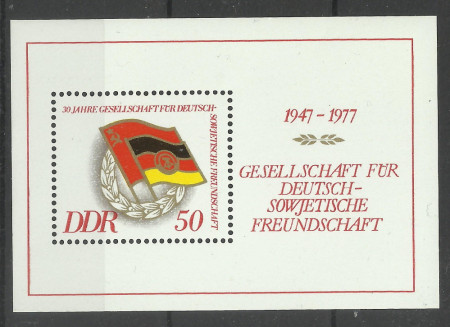 30 JAHRE GESELLSCHAFT FÜR DEUTSCH-
SOWJETISCHE FREUNDSCHAFT
DDR 50
1947 - 1977
GESELLSCHAFT FÜR
DEUTSCH-
SOWJETISCHE
FREUNDSCHAFT